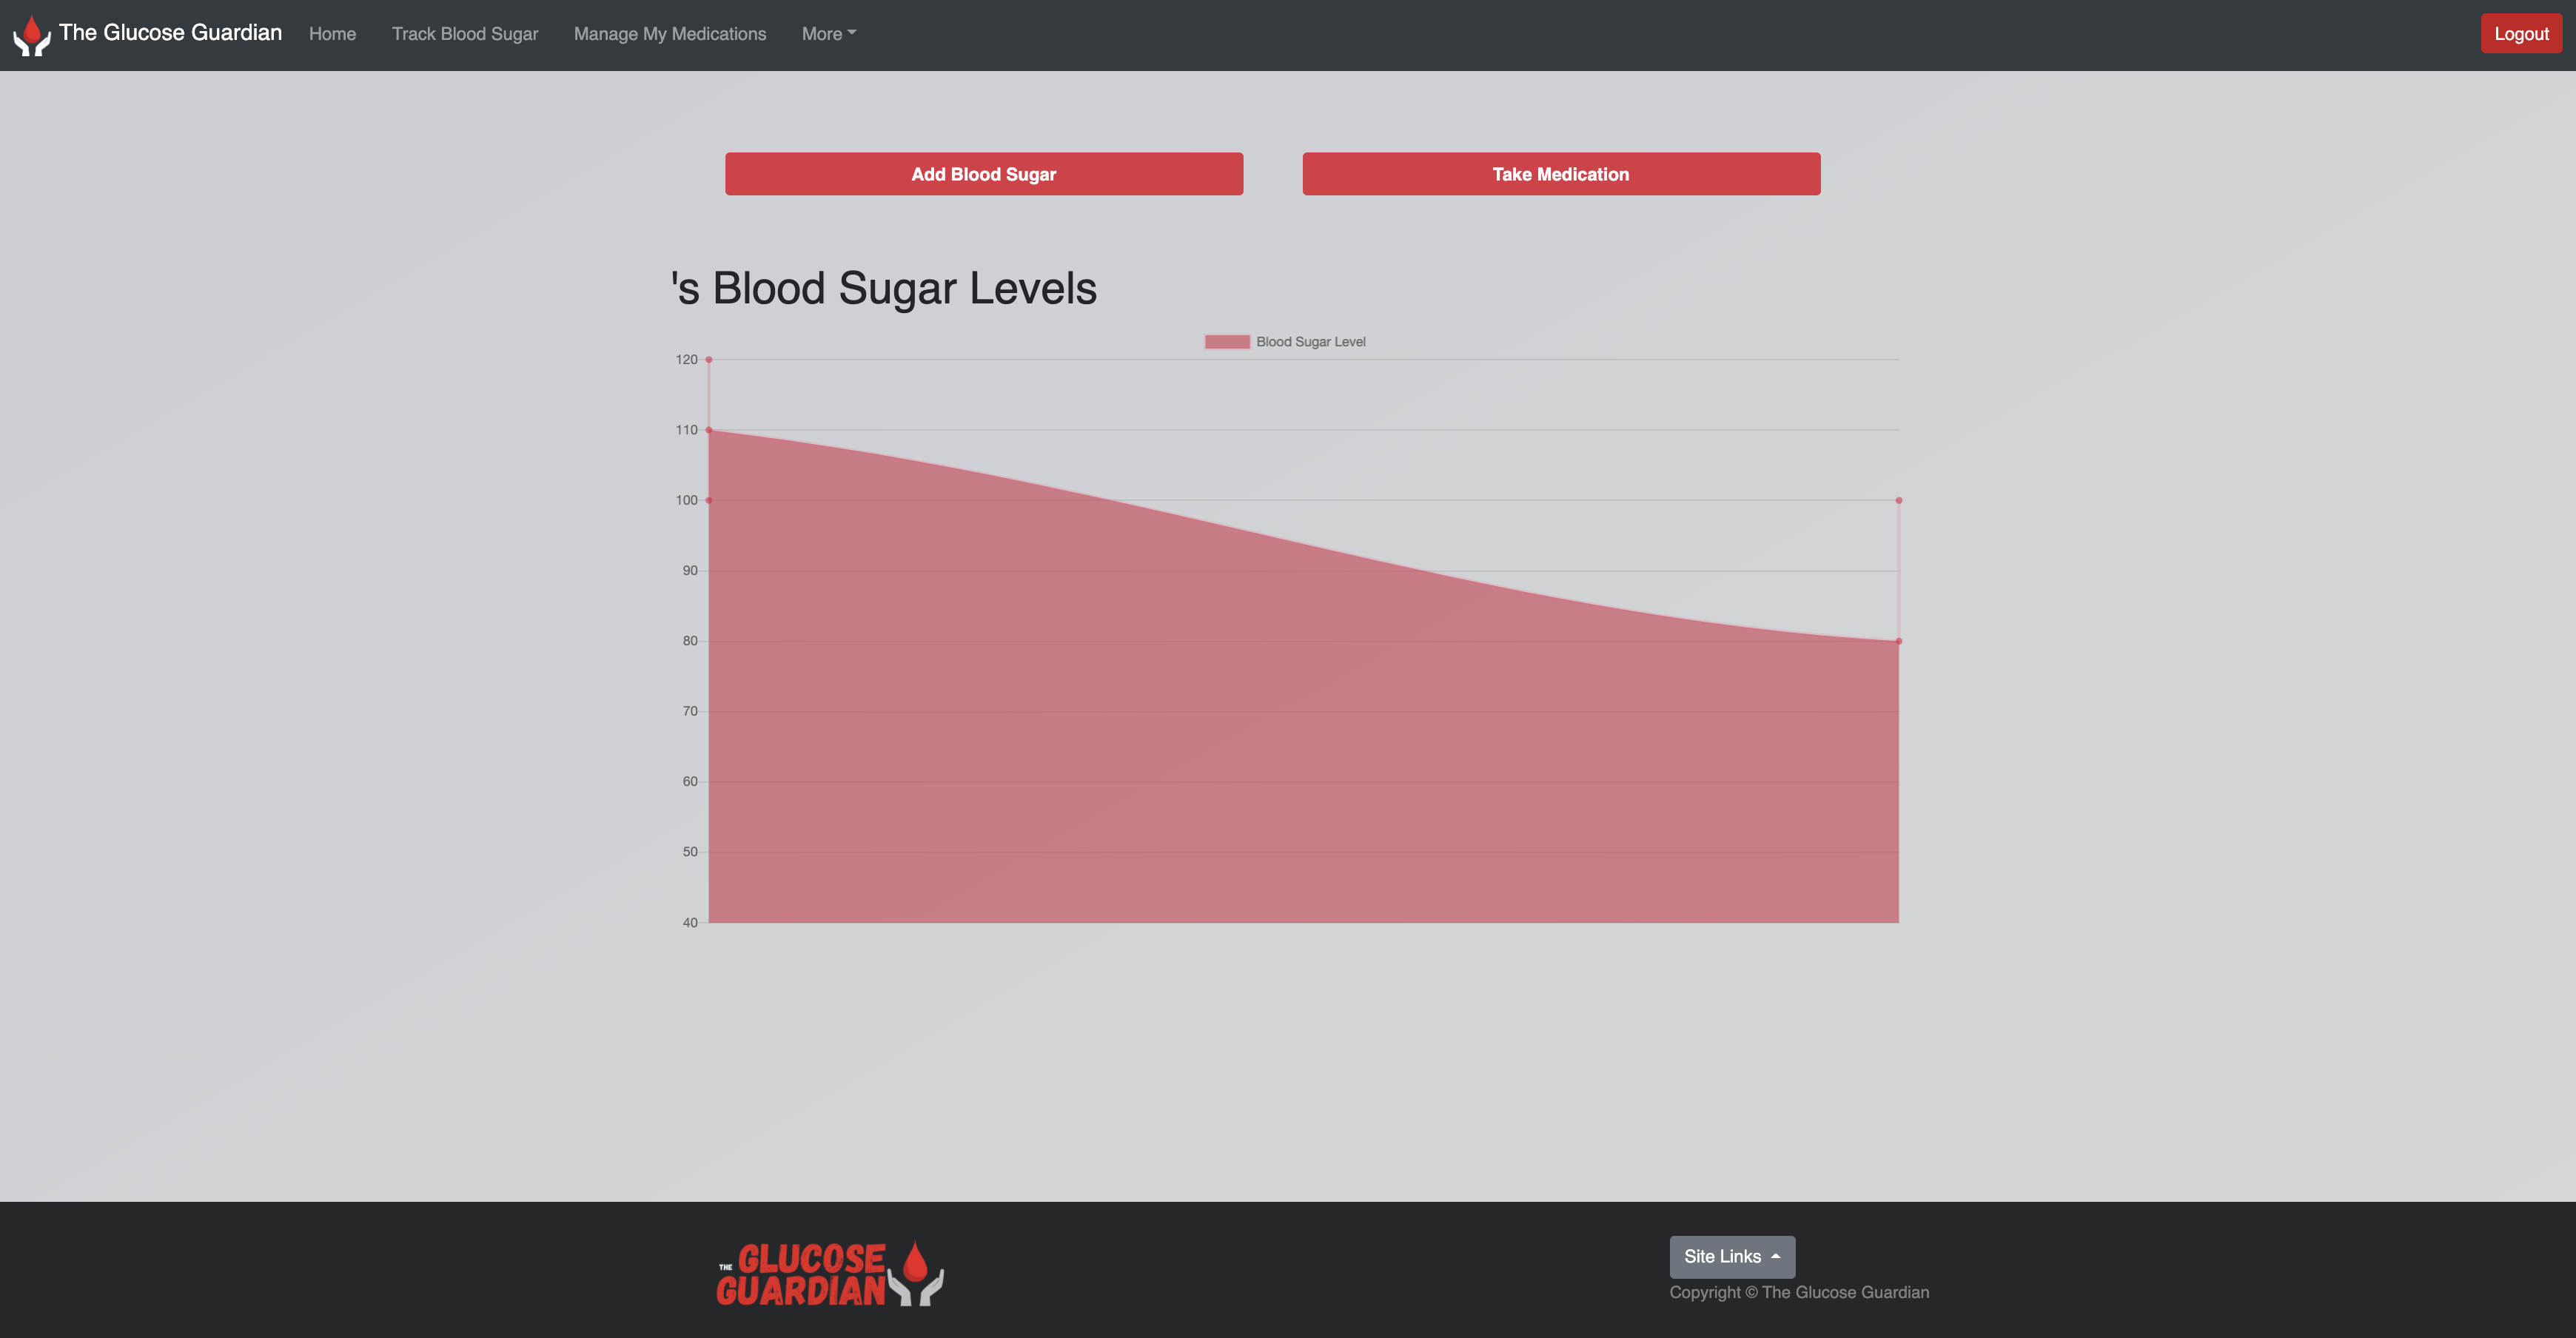 The Glucose Guardian Home Track Blood Sugar Manage My Medications More Logout
Add Blood Sugar Take Medication
's Blood Sugar Levels
Blood Sugar Level
120
110
100
90
80
70
60
50
40
THE GLUCOSE
GUARDIAN
Site Links
Copyright © The Glucose Guardian